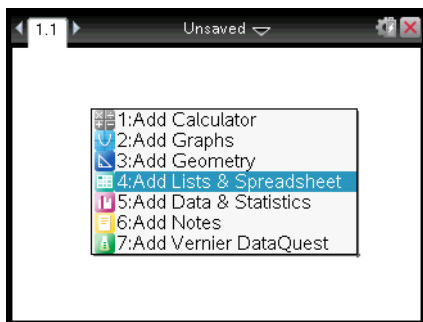 1.1 Unsaved
1:Add Calculator
2:Add Graphs
3:Add Geometry
4:Add Lists & Spreadsheet
5:Add Data & Statistics
6:Add Notes
7:Add Vernier DataQuest